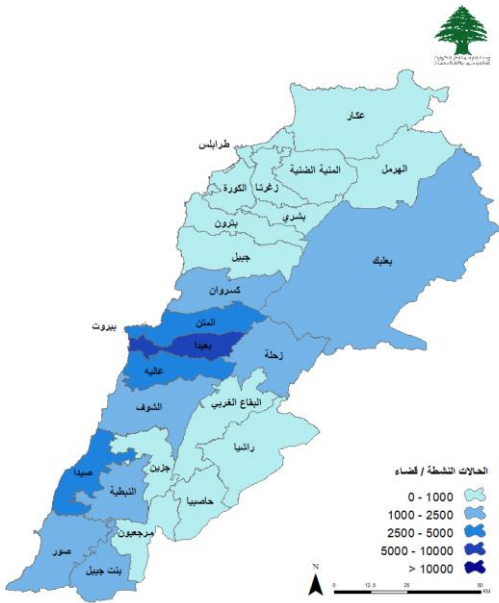 عكار
طرابلس
الهرمل
المنية الضنية
زغرتا
الكورة
بشري
بترون
بعلبك
جبيل
كسروان
المتن
بيروت
بعبدا
زحلة
عاليه
البقاع الغربي
الشوف
راشيا
صيدا
جزين
النبطية
حاصبيا
مرجعيون
صور
بنت جبيل
الحالات النشطة / قضاء
0 - 1000
1000 - 2500
2500 - 5000
5000 - 10000
> 10000
N
0 12.5 25 50
KM